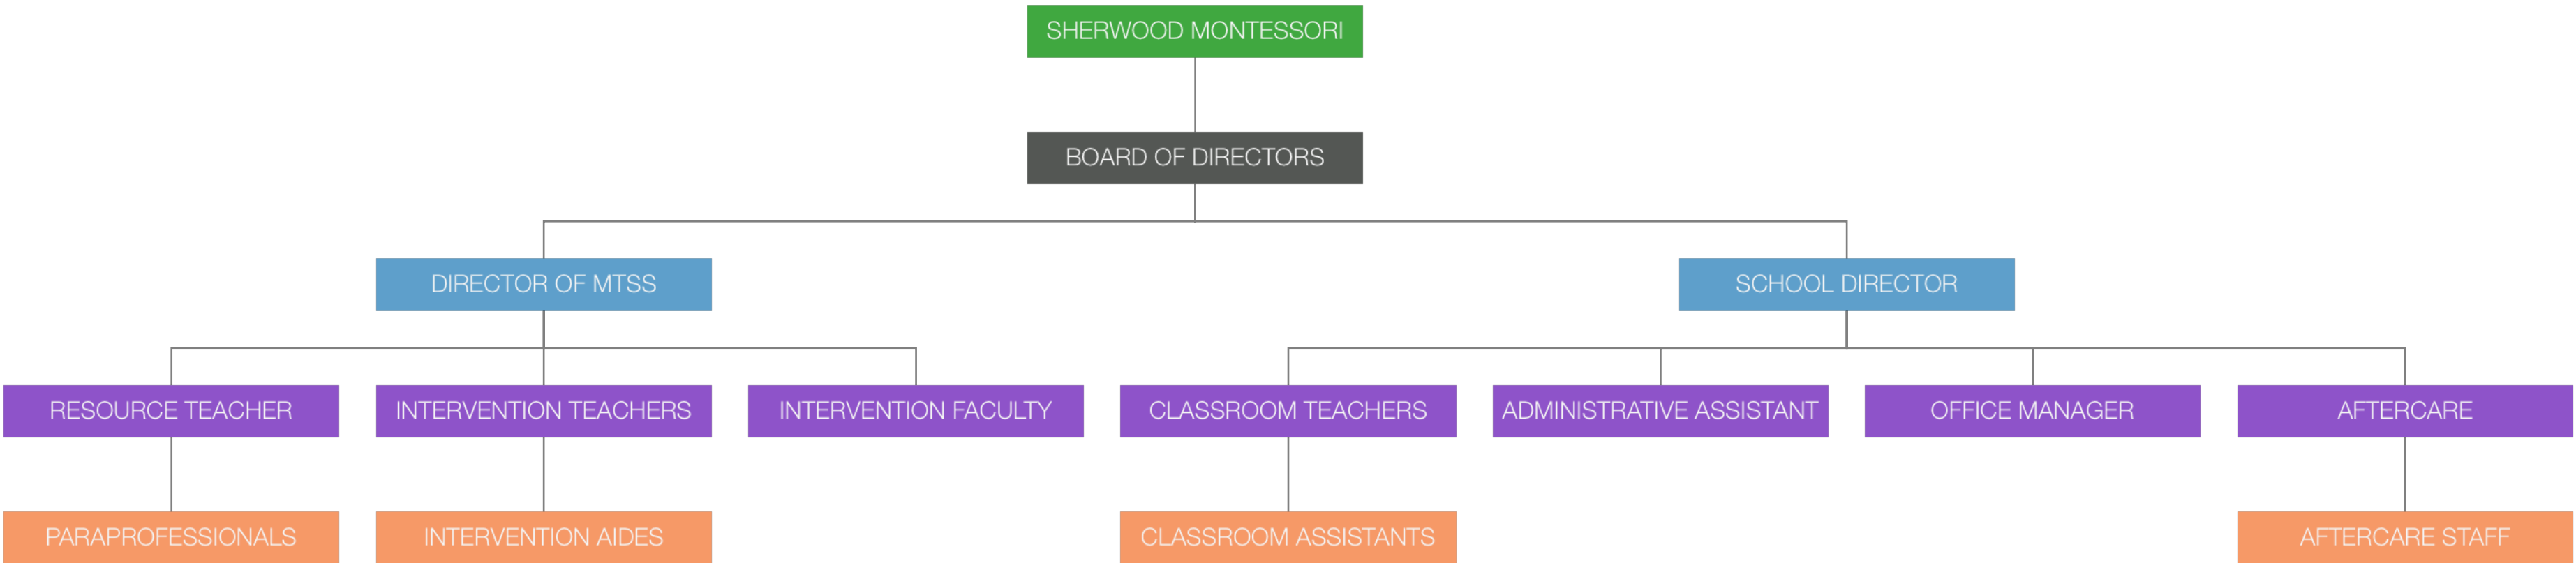 SHERWOOD MONTESSORI
BOARD OF DIRECTORS
DIRECTOR OF MTSS
SCHOOL DIRECTOR
RESOURCE TEACHER
INTERVENTION TEACHERS
INTERVENTION FACULTY
CLASSROOM TEACHERS
ADMINISTRATIVE ASSISTANT
OFFICE MANAGER
AFTERCARE
PARAPROFESSIONALS
INTERVENTION AIDES
CLASSROOM ASSISTANTS
AFTERCARE STAFF